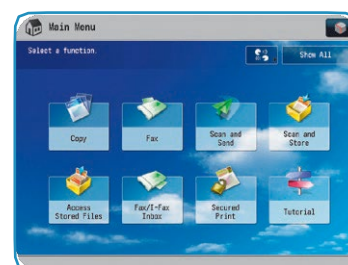 Main Menu
Select a function.
Show All
Copy
Fax
Scan and
Send
Scan and
Store
Access
Stored Files
Fax/I-Fax
Inbox
Secured
Print
Tutorial